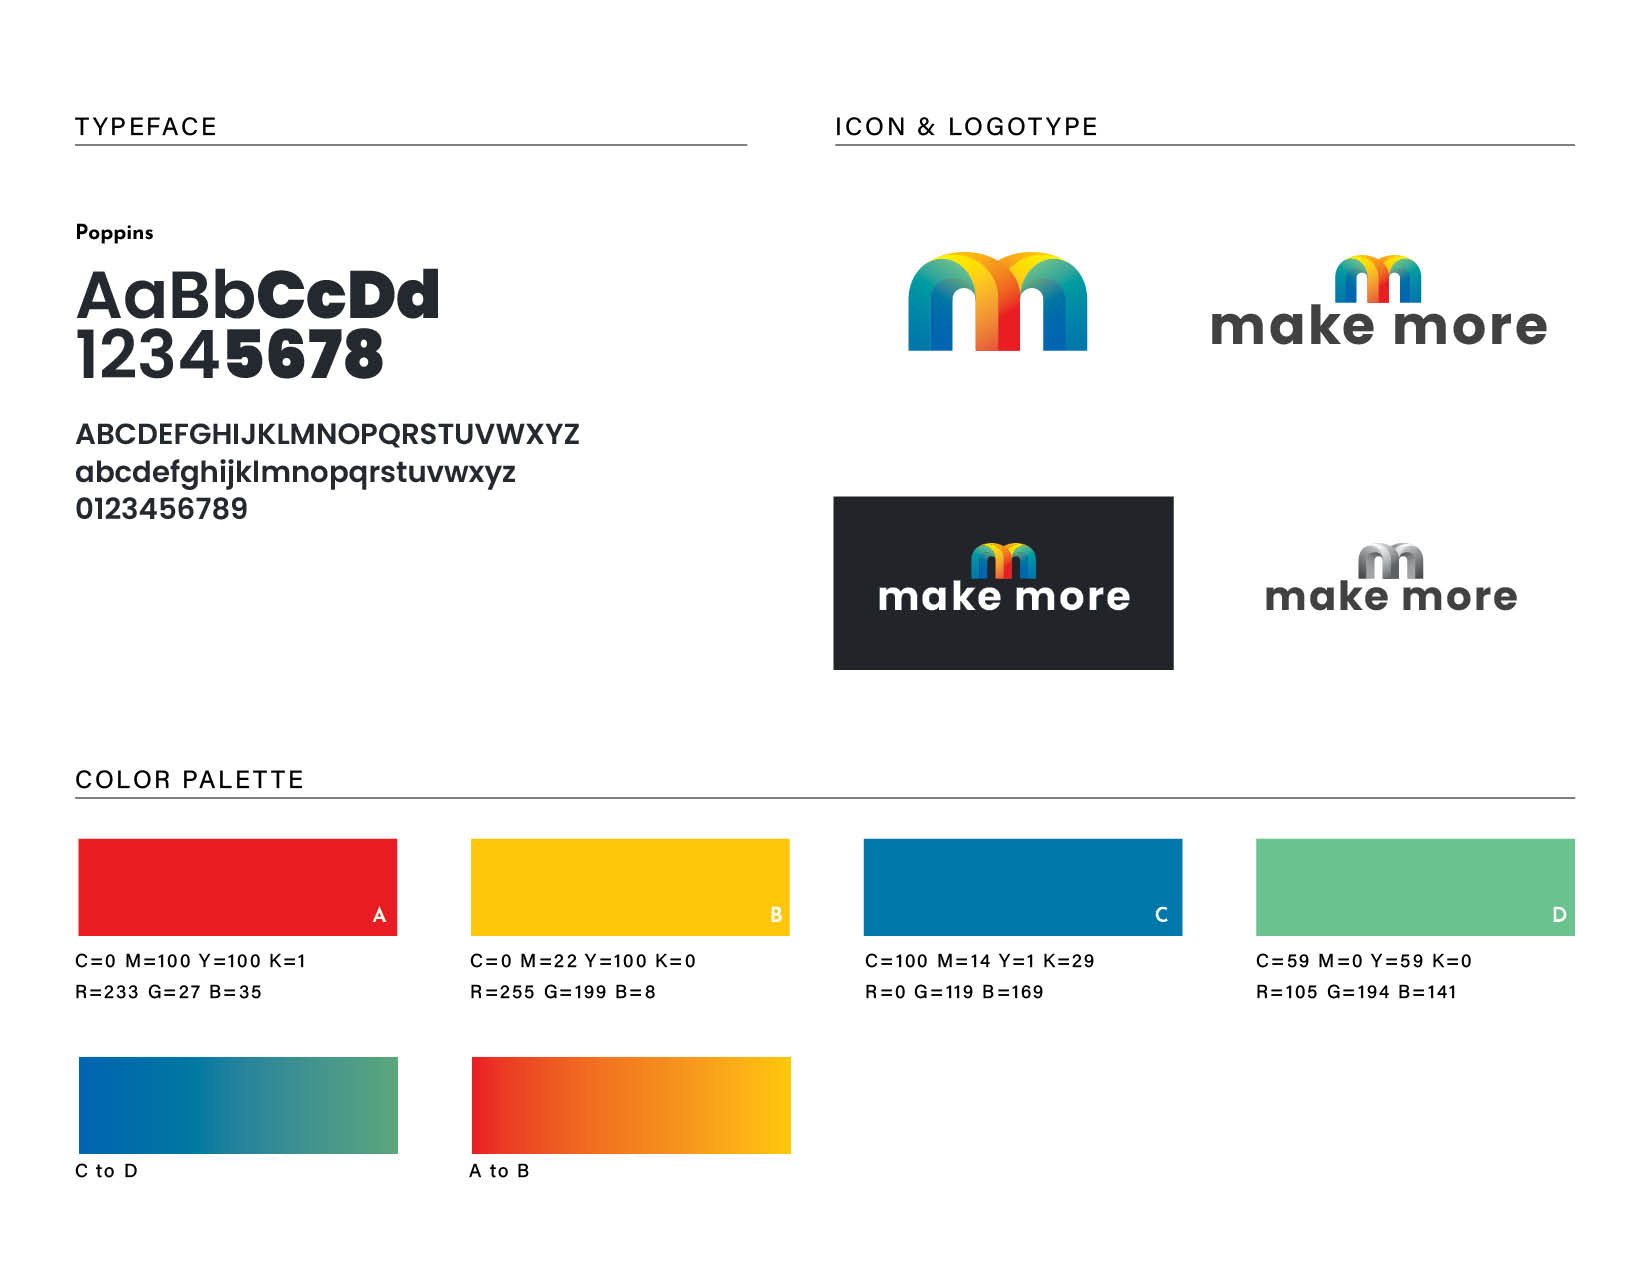 TYPEFACE
Poppins
AaBbCcDd
12345678
ABCDEFGHIJKLMNOPQRSTUVWXYZ
abcdefghijklmnopqrstuvwxyz
0123456789
ICON & LOGOTYPE
m
m
make more
m
make more
m
make more
COLOR PALETTE
A
C=0 M=100 Y=100 K=1
R=233 G=27 B=35
B
C=0 M=22 Y=100 K=0
R=255 G=199 B=8
C
C=100 M=14 Y=1 K=29
R=0 G=119 B=169
D
C=59 M=0 Y=59 K=0
R=105 G=194 B=141
C to D
A to B